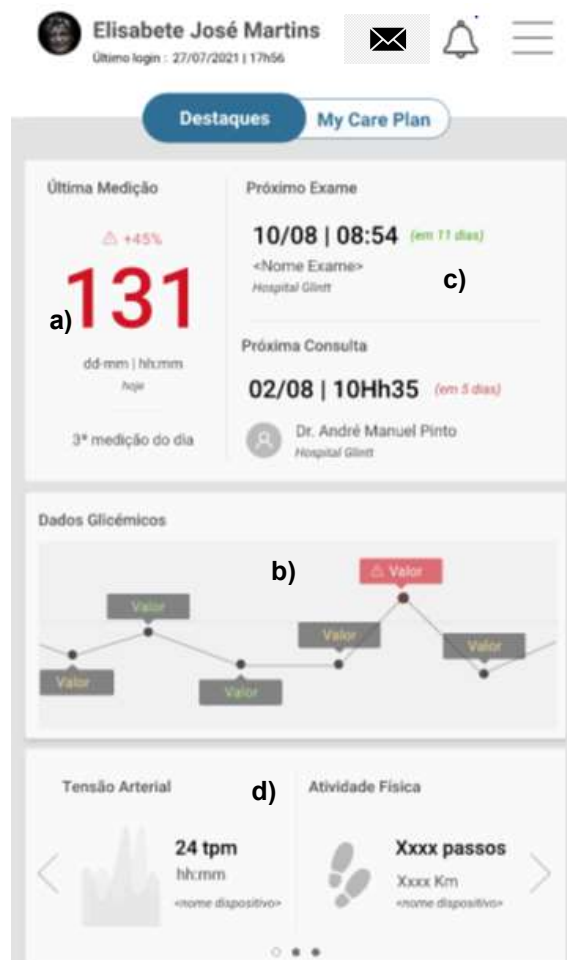 Elisabete José Martins
Último login : 27/07/2021 | 17h56
Destaques
My Care Plan
Última Medição
+45%
a)
131
dd-mm | hh:mm
hoje
3ª medição do dia
Próximo Exame
10/08 | 08:54 (em 11 dias)
<Nome Exame>
Hospital Glintt
c)
Próxima Consulta
02/08 | 10Hh35 (em 5 dias)
Dr. André Manuel Pinto
Hospital Glintt
Dados Glicémicos
b)
Valor
Valor
Valor
Valor
Valor
Valor
Tensão Arterial
d)
24 tpm
hh:mm
<nome dispositivo>
Atividade Física
Xxxx passos
Xxxx Km
<nome dispositivo>